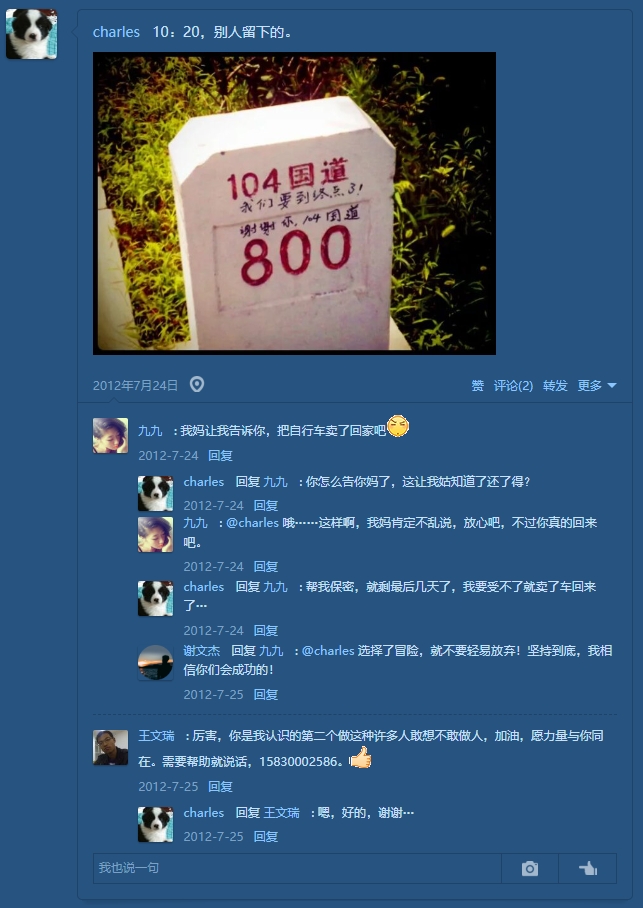 charles 10：20，别人留下的。
104国道
我们要到终点了!
谢谢你，104国道
800
2012年7月24日
赞 评论(2) 转发 更多
九九 ：我妈让我告诉你，把自行车卖了回家吧
2012-7-24 回复
charles 回复 九九 ：你怎么告你妈了，这让我姑知道了还了得？
2012-7-24 回复
九九 ：@charles 哦……这样啊，我妈肯定不乱说，放心吧，不过你真的回来
吧。
2012-7-24 回复
charles 回复 九九 ：帮我保密，就剩最后几天了，我要受不了就卖了车回来
了…
2012-7-24 回复
谢文杰 回复 九九 ：@charles 选择了冒险，就不要轻易放弃！坚持到底，我相
信你们会成功的！
2012-7-25 回复
王文瑞 ：厉害，你是我认识的第二个做这种许多人敢想不敢做人，加油，愿力量与你同
在。需要帮助就说话，15830002586。
2012-7-25 回复
charles 回复 王文瑞 ：嗯，好的，谢谢…
2012-7-25 回复
我也说一句